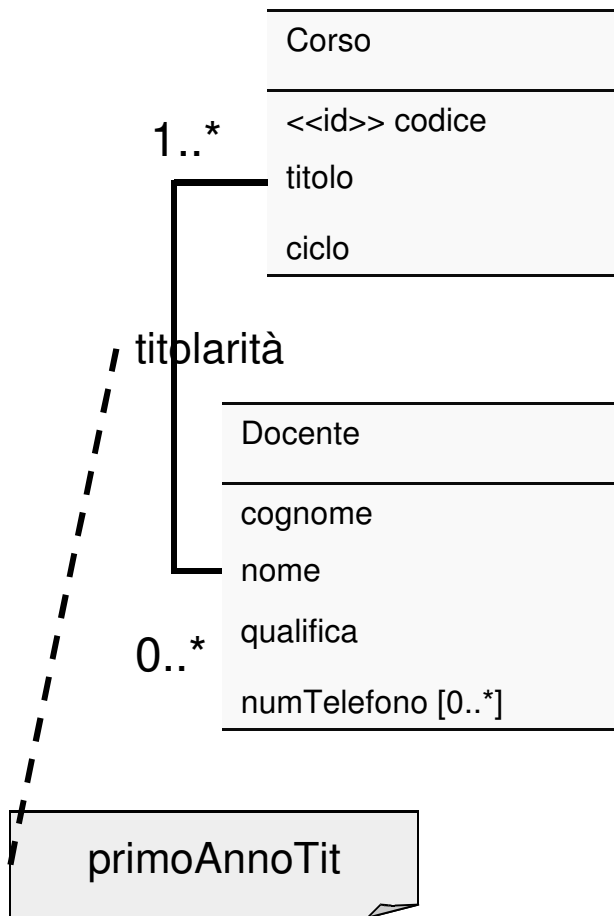 Corso
<<id>> codice
1..*
titolo
ciclo
titolarità
Docente
cognome
nome
qualifica
0..*
numTelefono [0..*]
primoAnnoTit